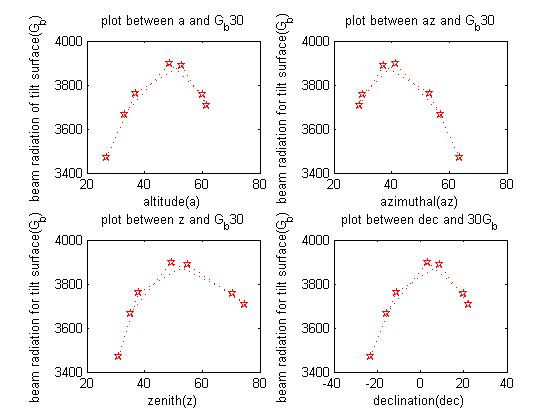 plot between a and G_b30
beam radiation of tilt surface(G_b)
4000
3800
3600
3400
20 40 60 80
altitude(a)
plot between az and G_b30
beam radiation for tilt surface(G_b)
4000
3800
3600
3400
20 40 60 80
azimuthal(az)
plot between z and G_b30
beam radiation for tilt surface(G_b)
4000
3800
3600
3400
20 40 60 80
zenith(z)
plot between dec and 30G_b
beam radiation for tilt surface(G_b)
4000
3800
3600
3400
-40 -20 0 20 40
declination(dec)